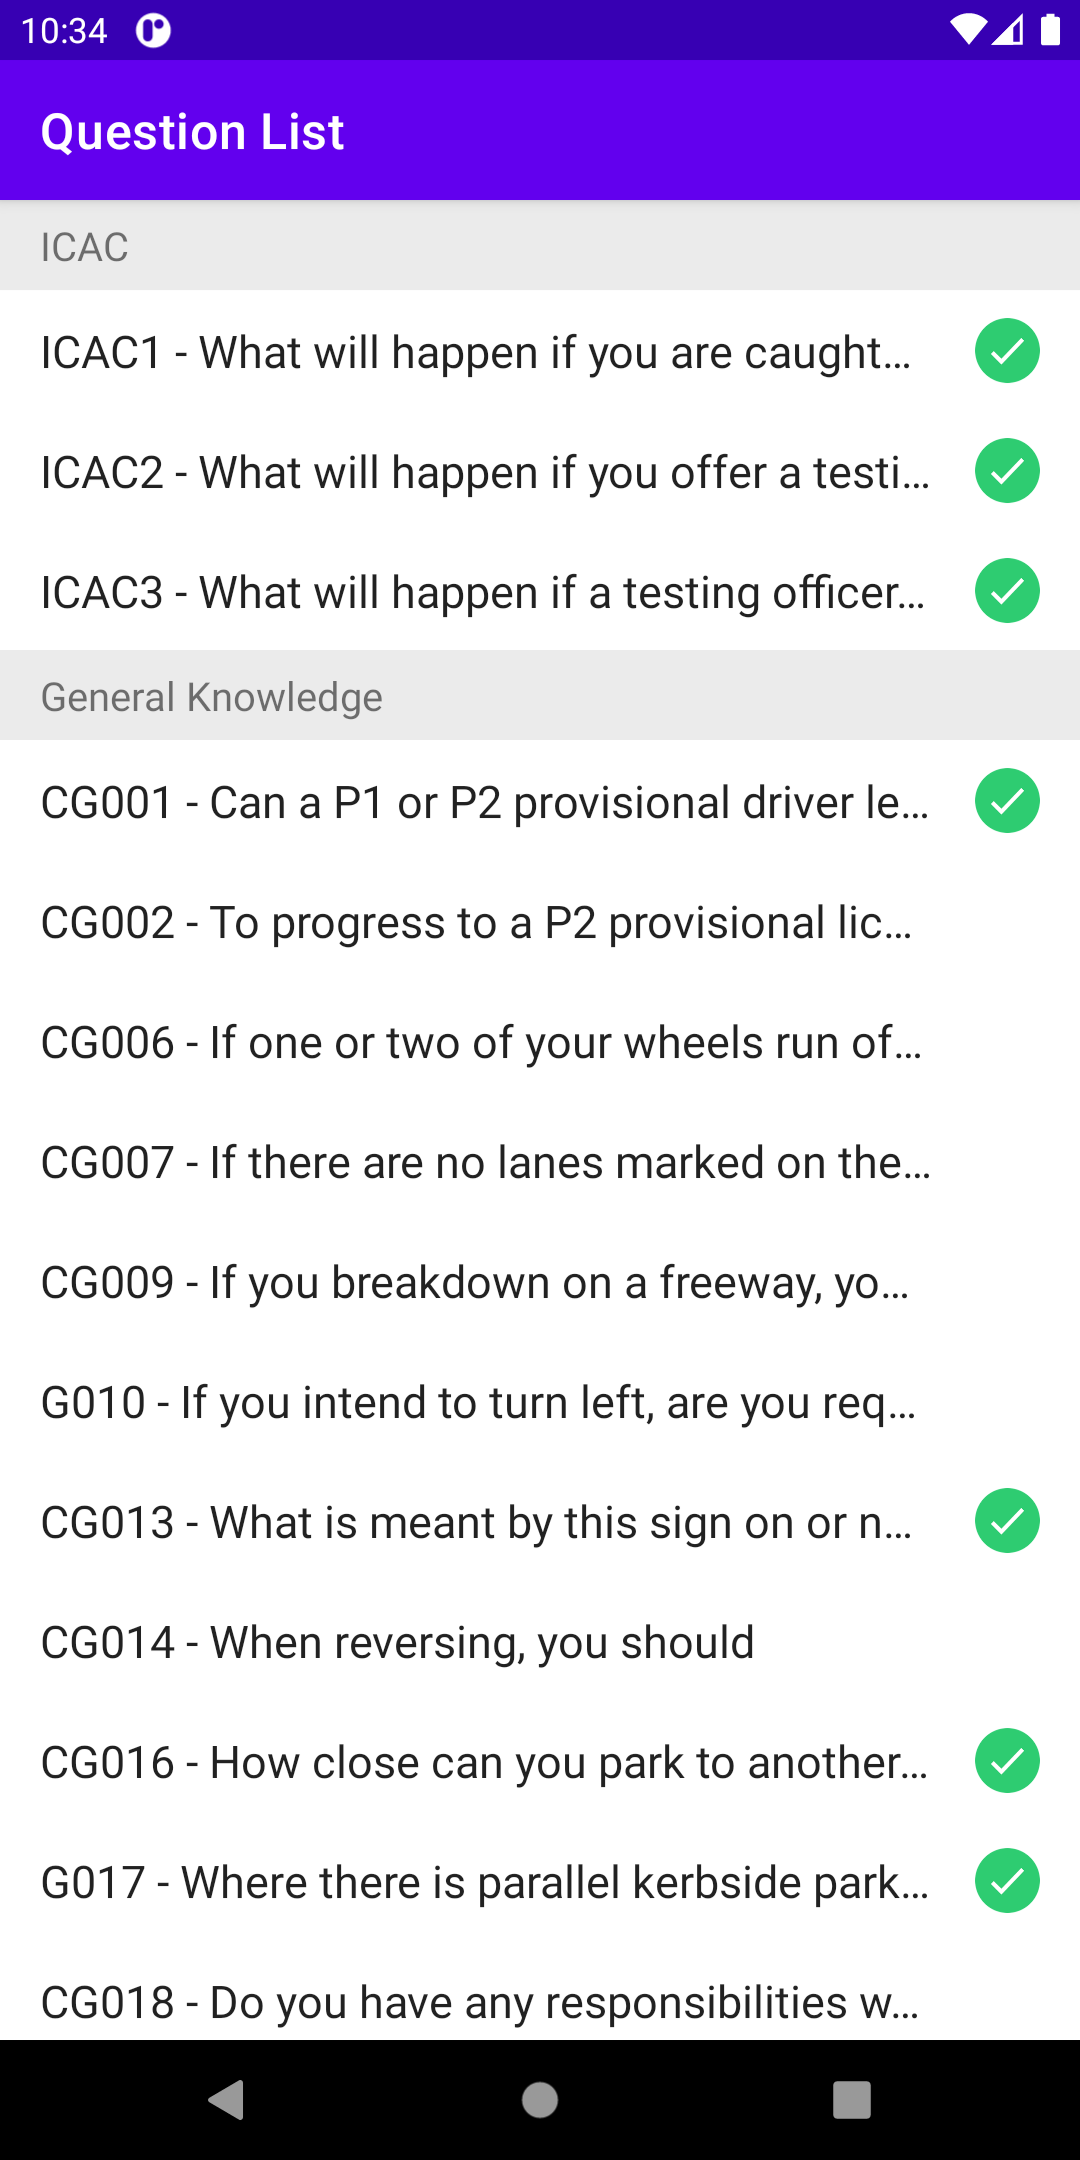 10:34
Question List
ICAC
ICAC1 - What will happen if you are caught…
ICAC2 - What will happen if you offer a testi…
ICAC3 - What will happen if a testing officer…
General Knowledge
CG001 - Can a P1 or P2 provisional driver le…
CG002 - To progress to a P2 provisional lic…
CG006 - If one or two of your wheels run of…
CG007 - If there are no lanes marked on the…
CG009 - If you breakdown on a freeway, yo…
G010 - If you intend to turn left, are you req…
CG013 - What is meant by this sign on or n…
CG014 - When reversing, you should
CG016 - How close can you park to another…
G017 - Where there is parallel kerbside park…
CG018 - Do you have any responsibilities w…